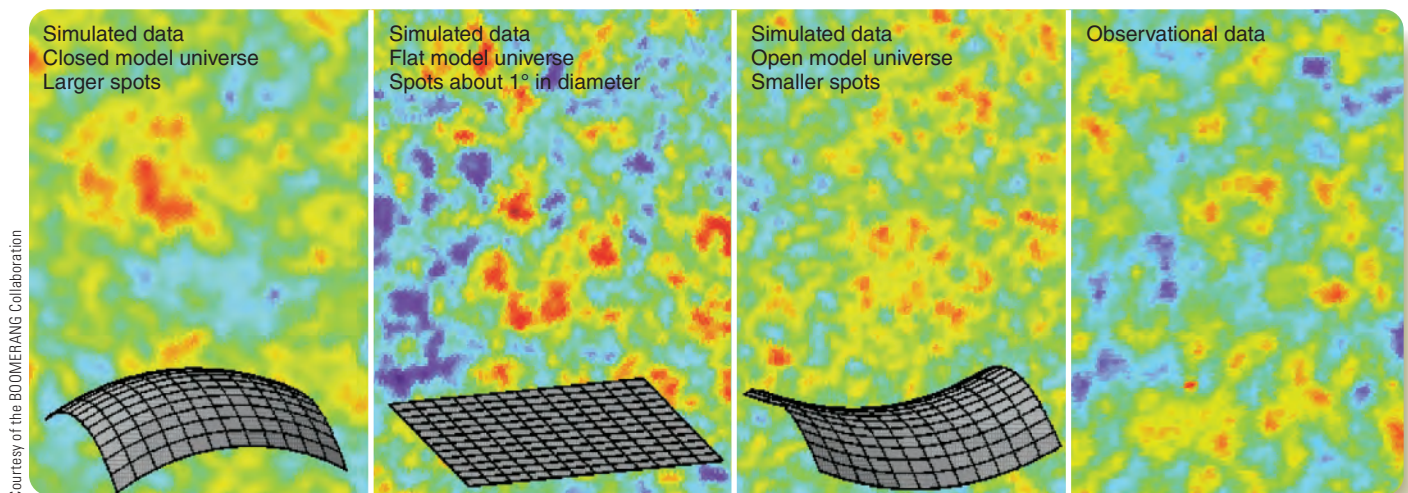 Simulated data
Closed model universe
Larger spots
Simulated data
Flat model universe
Spots about 1° in diameter
Simulated data
Open model universe
Smaller spots
Observational data
Courtesy of the BOOMERANG Collaboration